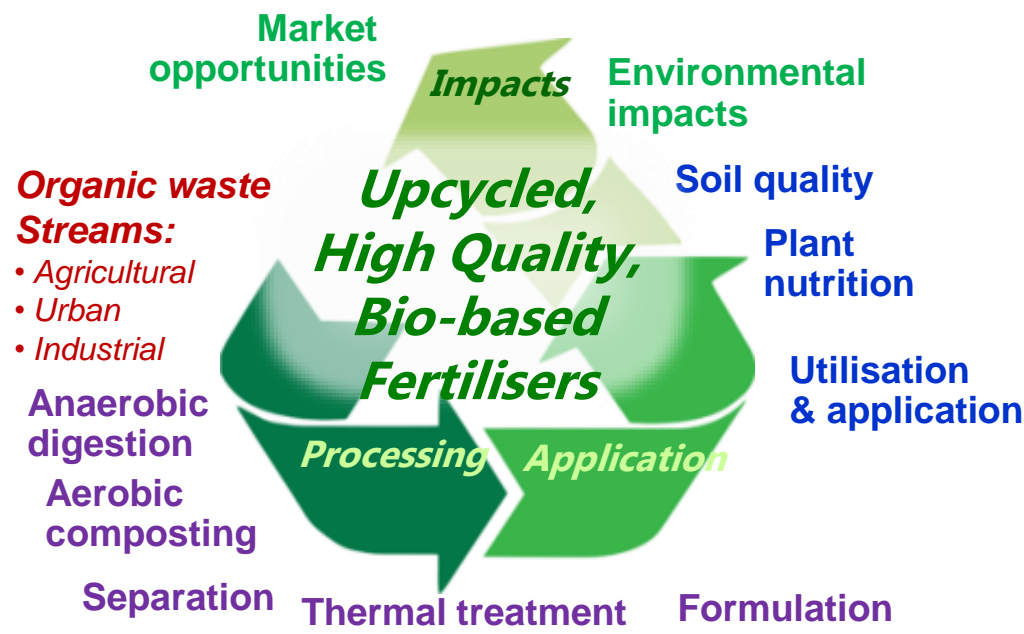 Market
opportunities
Impacts
Environmental
impacts
Organic waste
Streams:
• Agricultural
• Urban
• Industrial
Upcycled,
High Quality,
Bio-based
Fertilisers
Soil quality
Plant
nutrition
Utilisation
& application
Anaerobic
digestion
Processing
Application
Aerobic
composting
Separation
Thermal treatment
Formulation